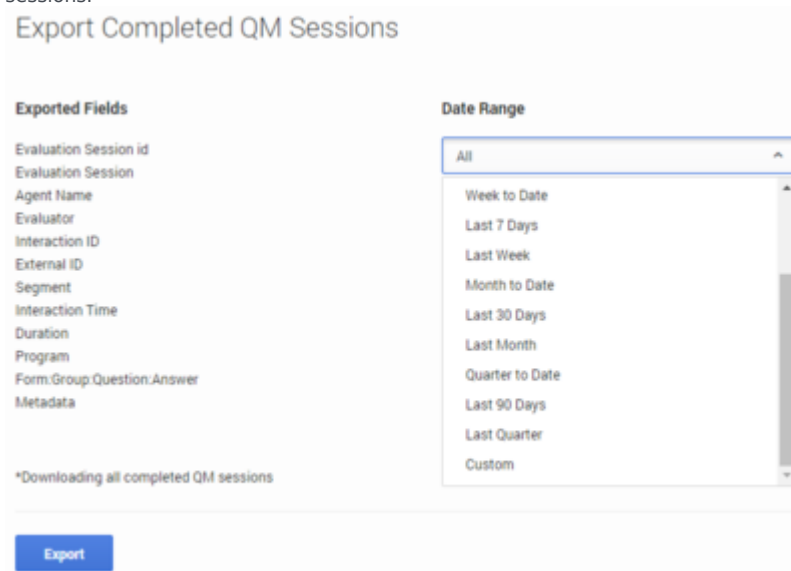 sessions.
Export Completed QM Sessions
Exported Fields
Evaluation Session id
Evaluation Session
Agent Name
Evaluator
Interaction ID
External ID
Segment
Interaction Time
Duration
Program
Form:Group:Question:Answer
Metadata
*Downloading all completed QM sessions
Date Range
All
Week to Date
Last 7 Days
Last Week
Month to Date
Last 30 Days
Last Month
Quarter to Date
Last 90 Days
Last Quarter
Custom
Export